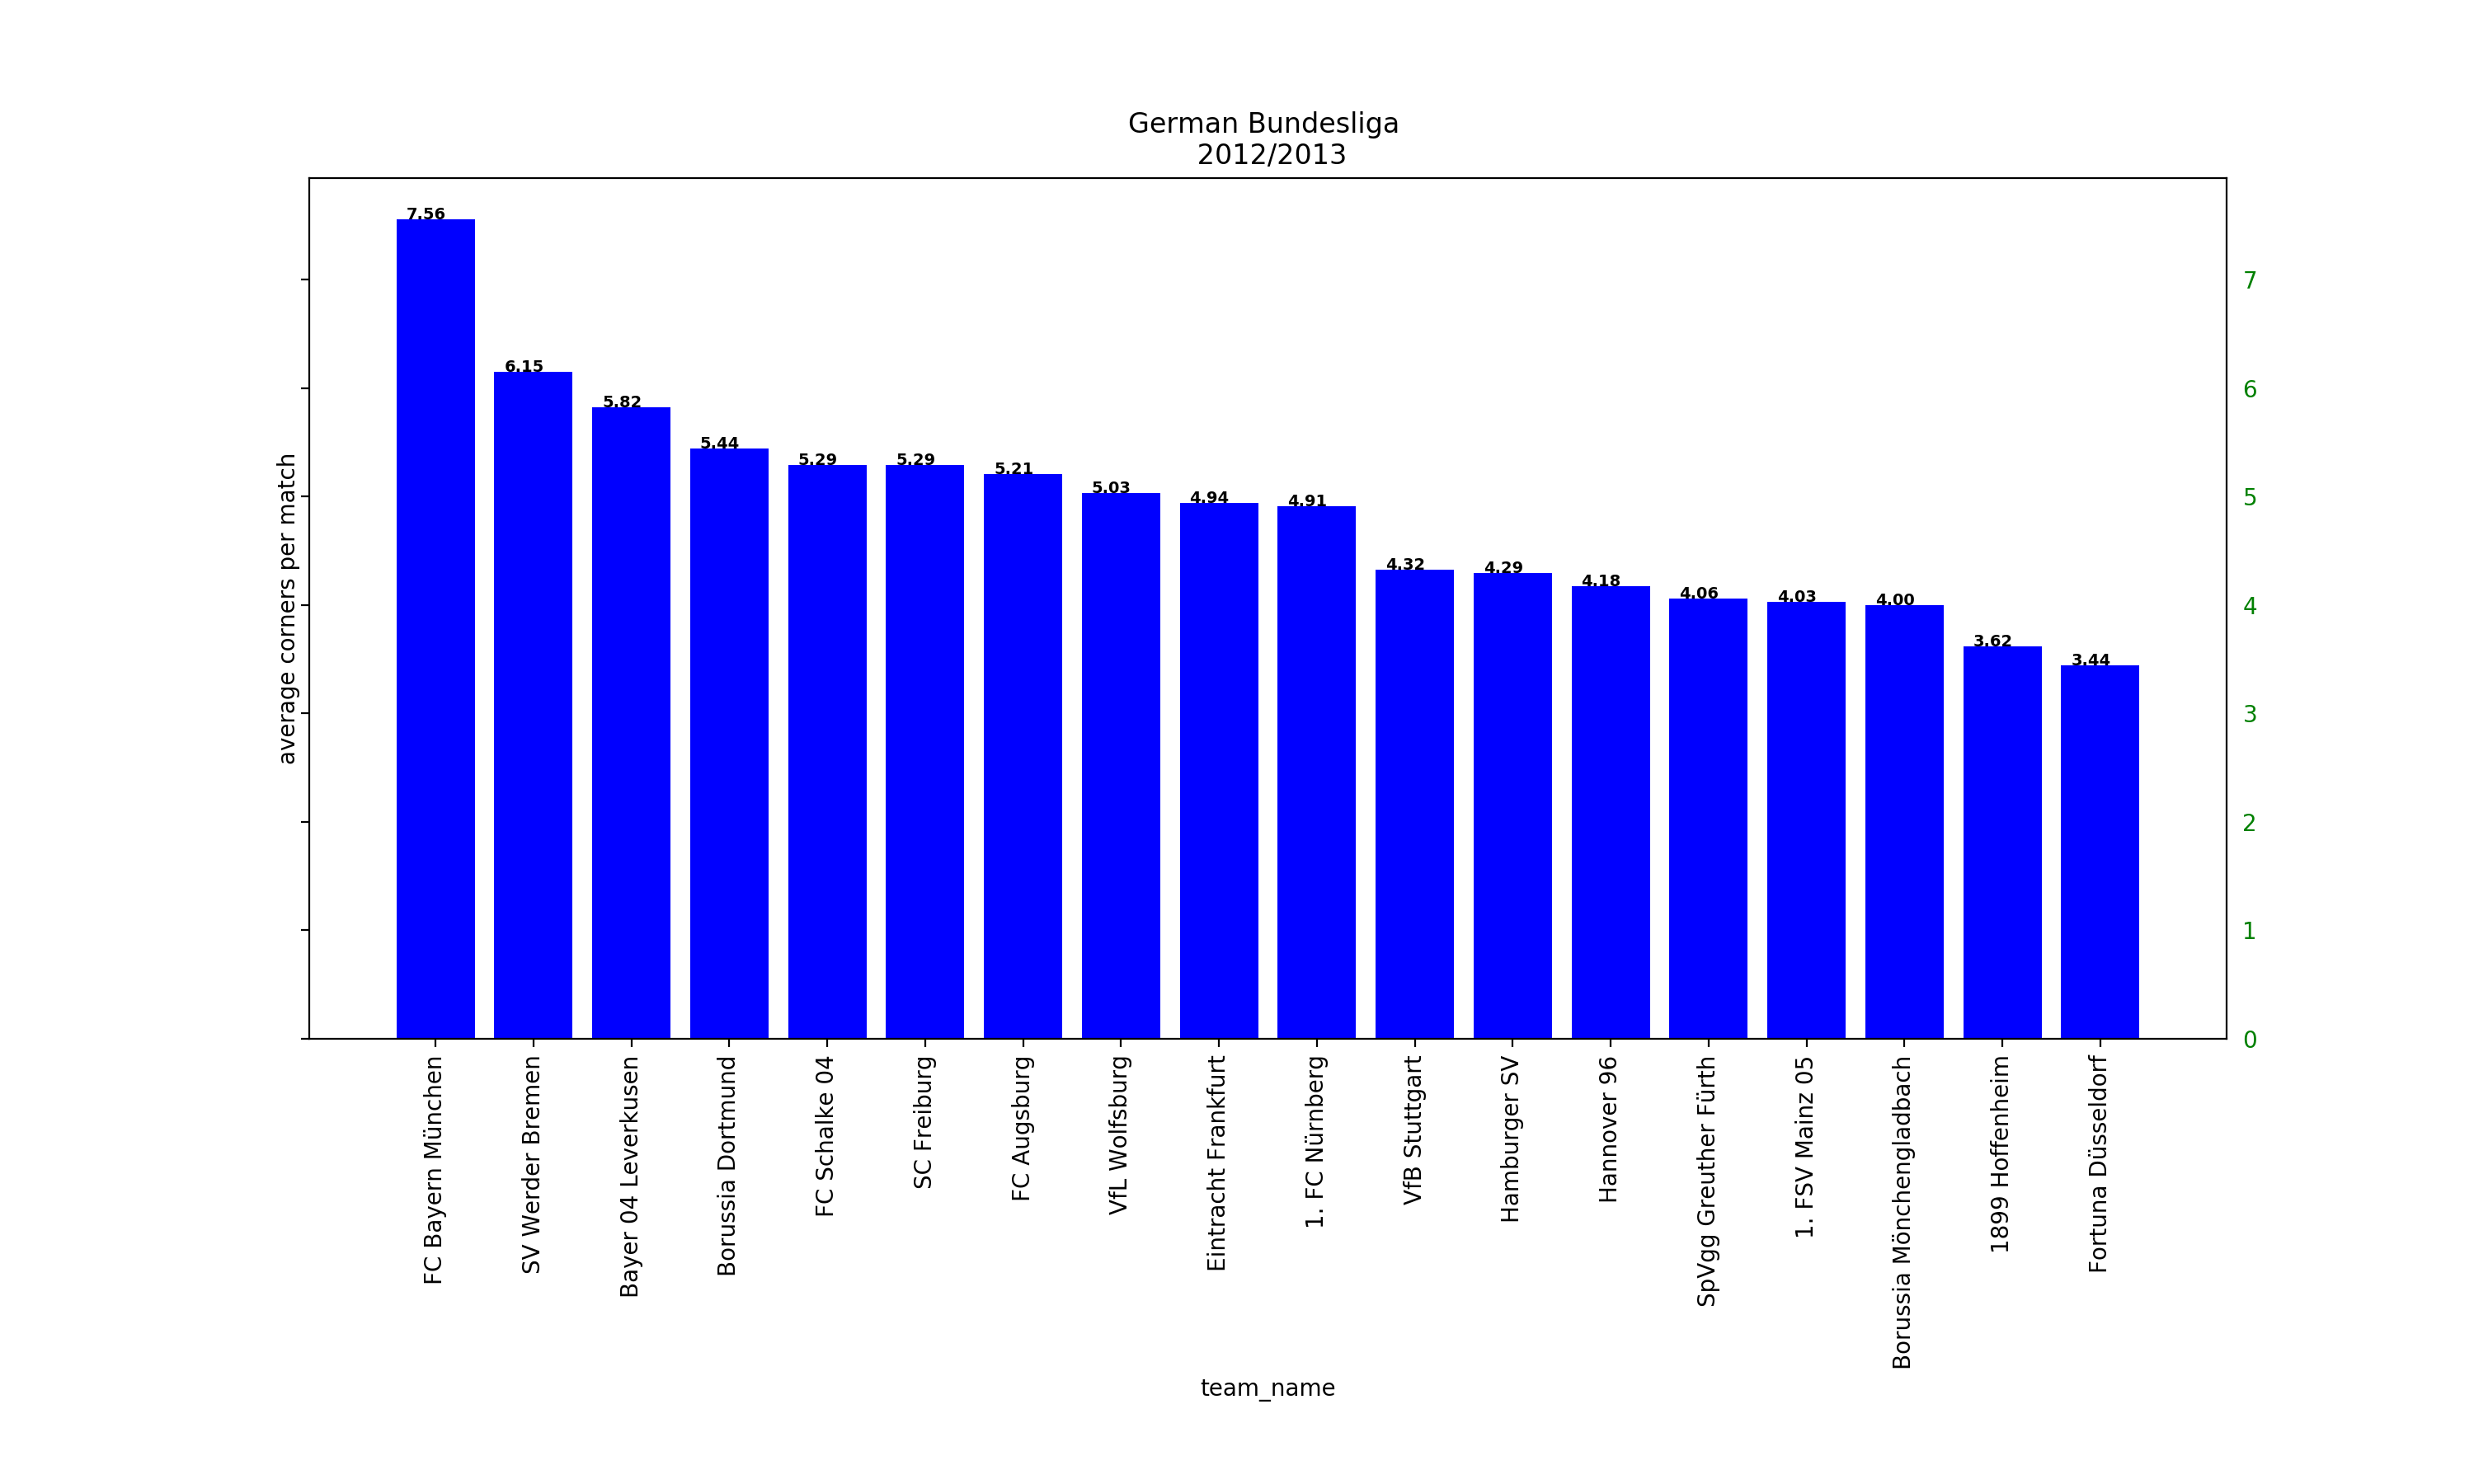 German Bundesliga
2012/2013
average corners per match
7.56
6.15
5.82
5.44
5.29
5.29
5.21
5.03
4.94
4.91
4.32
4.29
4.18
4.06
4.03
4.00
3.62
3.44
7
6
5
4
3
2
1
0
FC Bayern München
SV Werder Bremen
Bayer 04 Leverkusen
Borussia Dortmund
FC Schalke 04
SC Freiburg
FC Augsburg
VfL Wolfsburg
Eintracht Frankfurt
1. FC Nürnberg
VfB Stuttgart
Hamburger SV
Hannover 96
SpVgg Greuther Fürth
1. FSV Mainz 05
Borussia Mönchengladbach
1899 Hoffenheim
Fortuna Düsseldorf
team_name